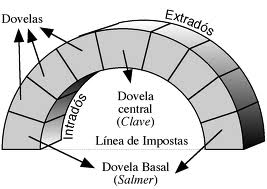 Dovelas
Extradós
Dovela
central
(Clave)
Intradós
Línea de Impostas
Dovela Basal
(Salmer)